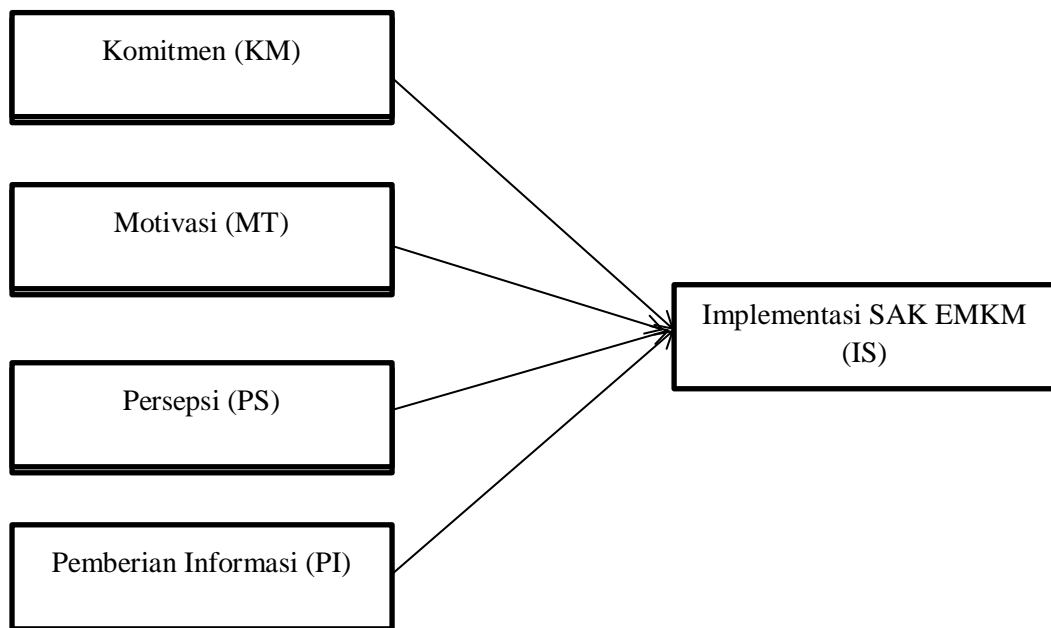 Komitmen (KM)
Motivasi (MT)
Persepsi (PS)
Pemberian Informasi (PI)
Implementasi SAK EMKM
(IS)